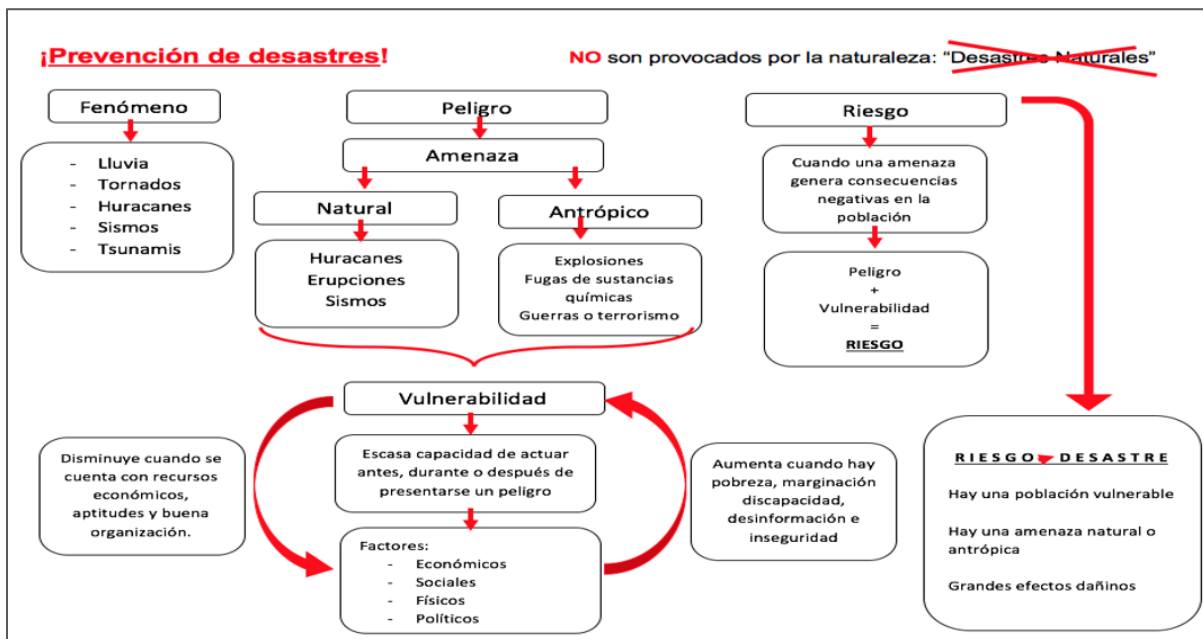 ¡Prevención de desastres!
NO son provocados por la naturaleza: “Desastres Naturales”
Fenómeno
- Lluvia
- Tornados
- Huracanes
- Sismos
- Tsunamis
Peligro
Amenaza
Natural
Huracanes
Erupciones
Sismos
Antrópico
Explosiones
Fugas de sustancias
químicas
Guerras o terrorismo
Riesgo
Cuando una amenaza
genera consecuencias
negativas en la
población
Peligro
+
Vulnerabilidad
=
RIESGO
Vulnerabilidad
Disminuye cuando se
cuenta con recursos
económicos,
aptitudes y buena
organización.
Escasa capacidad de actuar
antes, durante o después de
presentarse un peligro
Factores:
- Económicos
- Sociales
- Físicos
- Políticos
Aumenta cuando hay
pobreza, marginación
discapacidad,
desinformación e
inseguridad
RIESGO DESASTRE
Hay una población vulnerable
Hay una amenaza natural o
antrópica
Grandes efectos dañinos